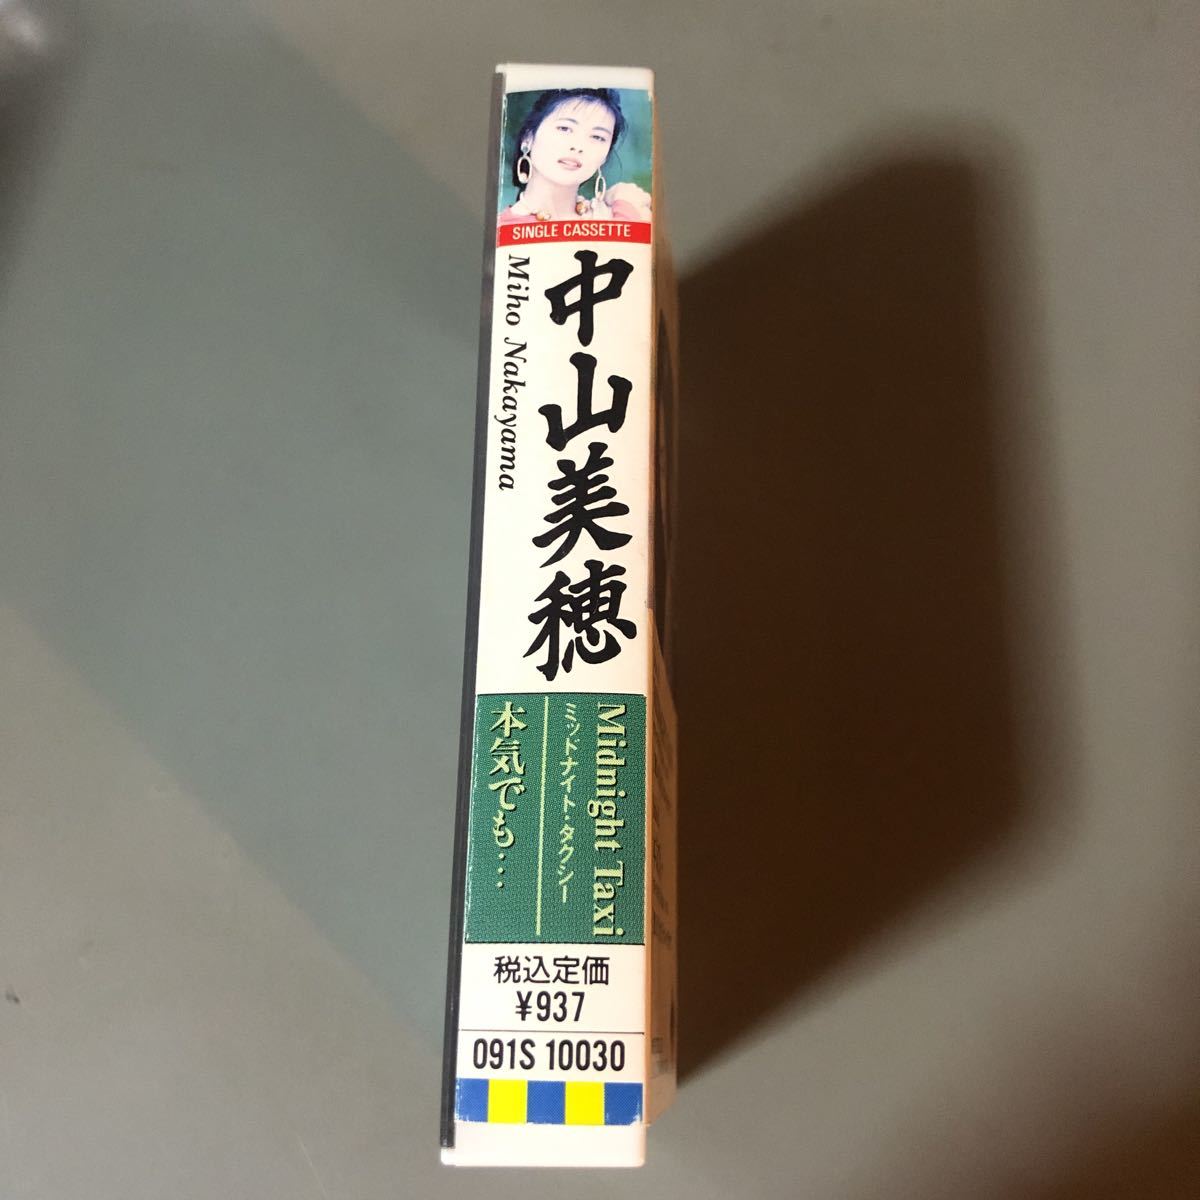 SINGLE CASSETTE
中山美穂
Miho Nakayama
Midnight Taxi
ミッドナイト・タクシー
本気でも…
税込定価
¥937
091S 10030